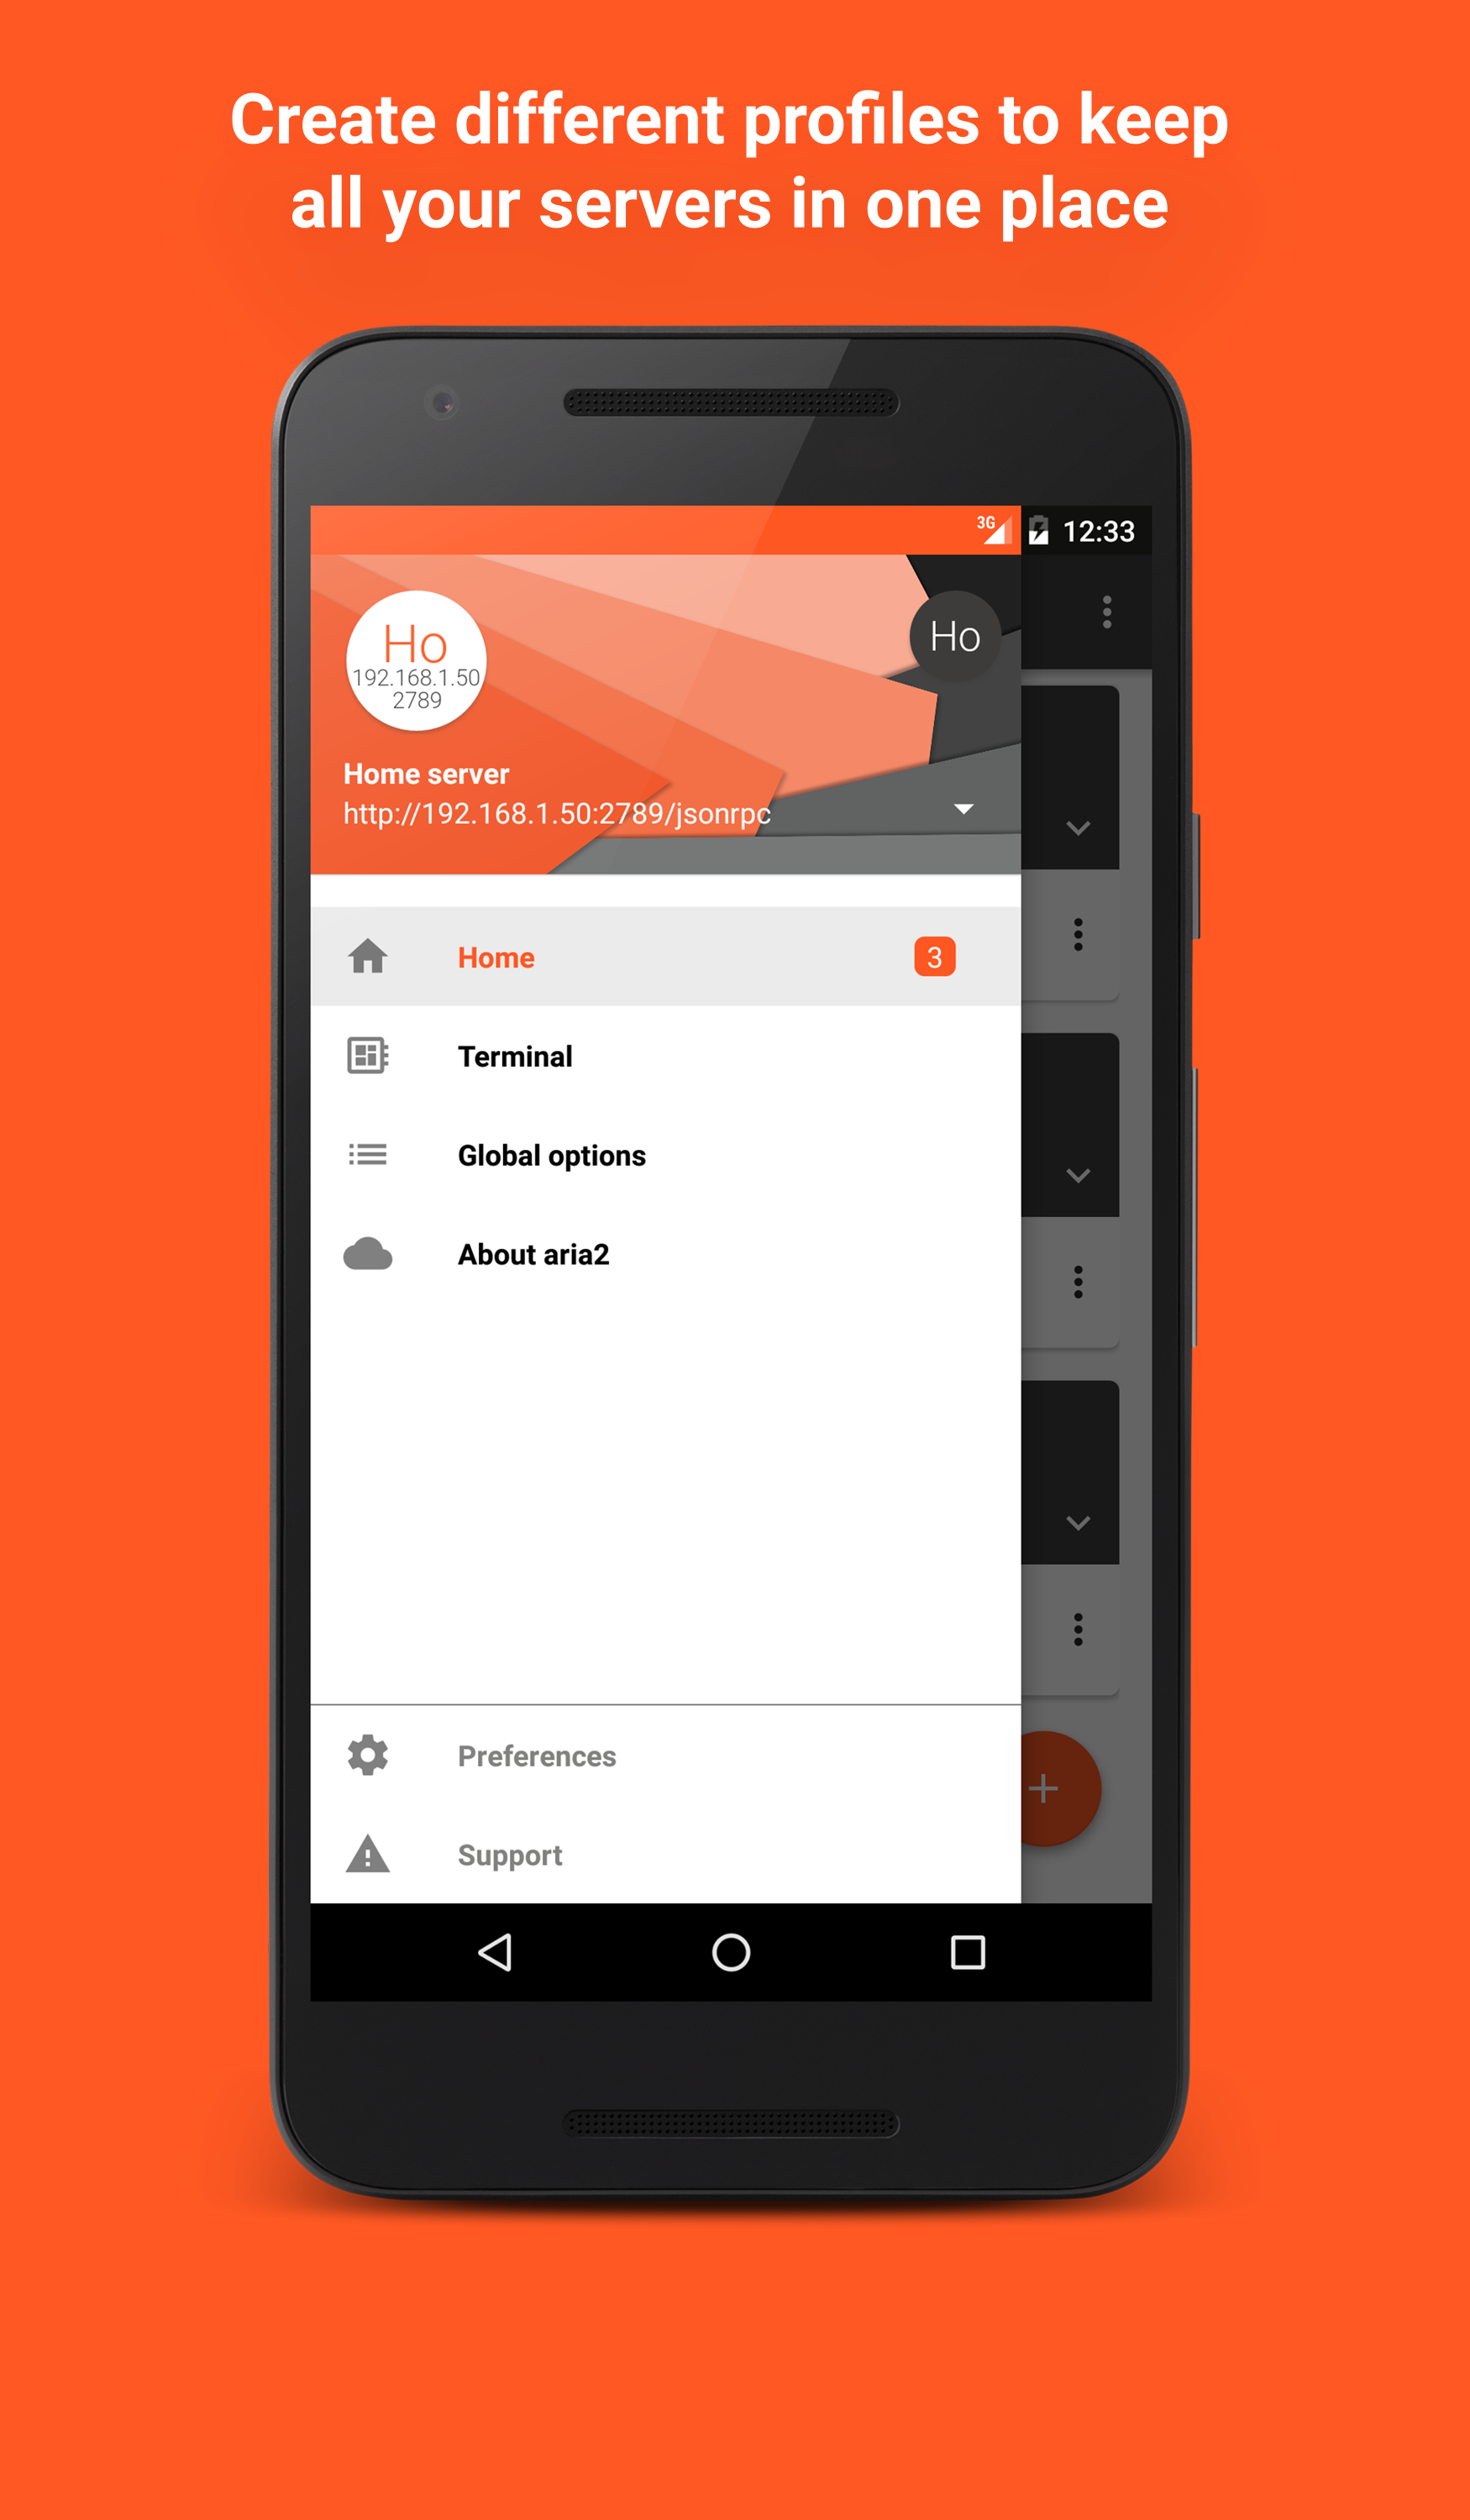 Create different profiles to keep
all your servers in one place
3G 12:33
Ho
192.168.1.50
2789
Ho
Home server
http://192.168.1.50:2789/jsonrpc
Home 3
Terminal
Global options
About aria2
Preferences
Support